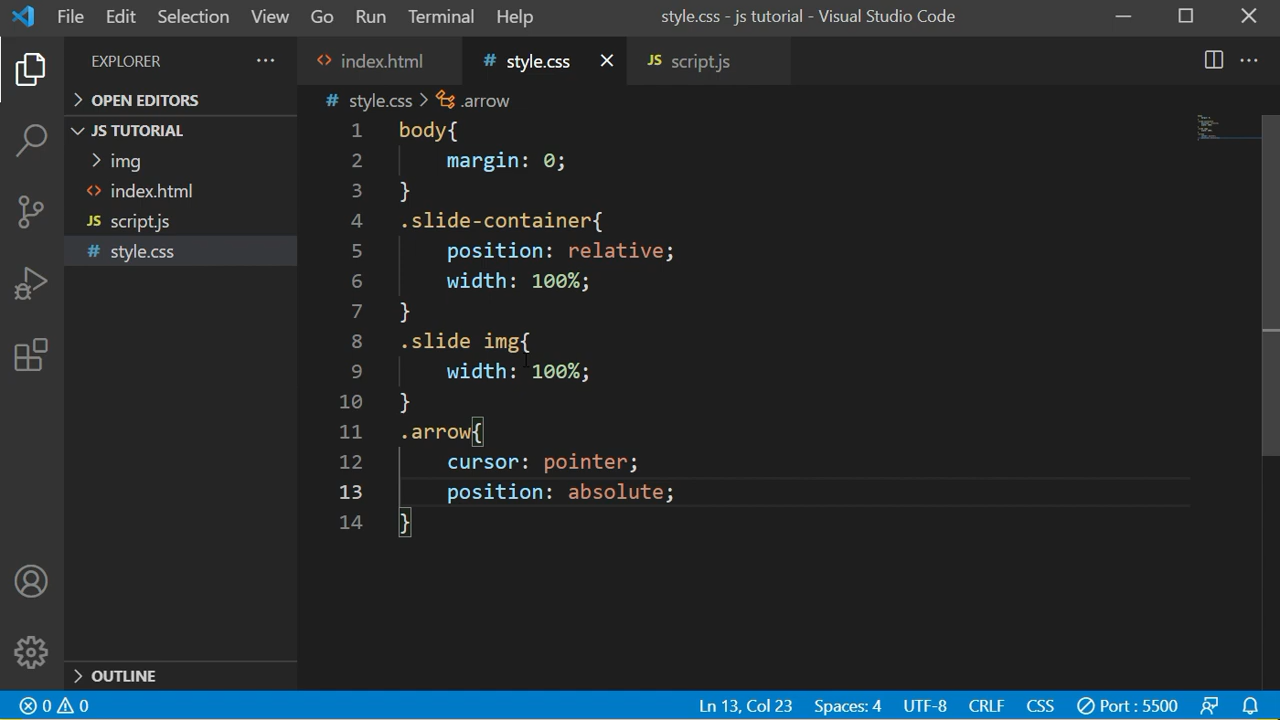 File Edit Selection View Go Run Terminal Help style.css - js tutorial - Visual Studio Code
EXPLORER
OPEN EDITORS
JS TUTORIAL
img
<> index.html
JS script.js
# style.css
OUTLINE
<> index.html # style.css JS script.js
# style.css > .arrow
1 body{
2     margin: 0;
3 }
4 .slide-container{
5     position: relative;
6     width: 100%;
7 }
8 .slide img{
9     width: 100%;
10 }
11 .arrow{
12     cursor: pointer;
13     position: absolute;
14 }
0 0 Ln 13, Col 23 Spaces: 4 UTF-8 CRLF CSS Port : 5500